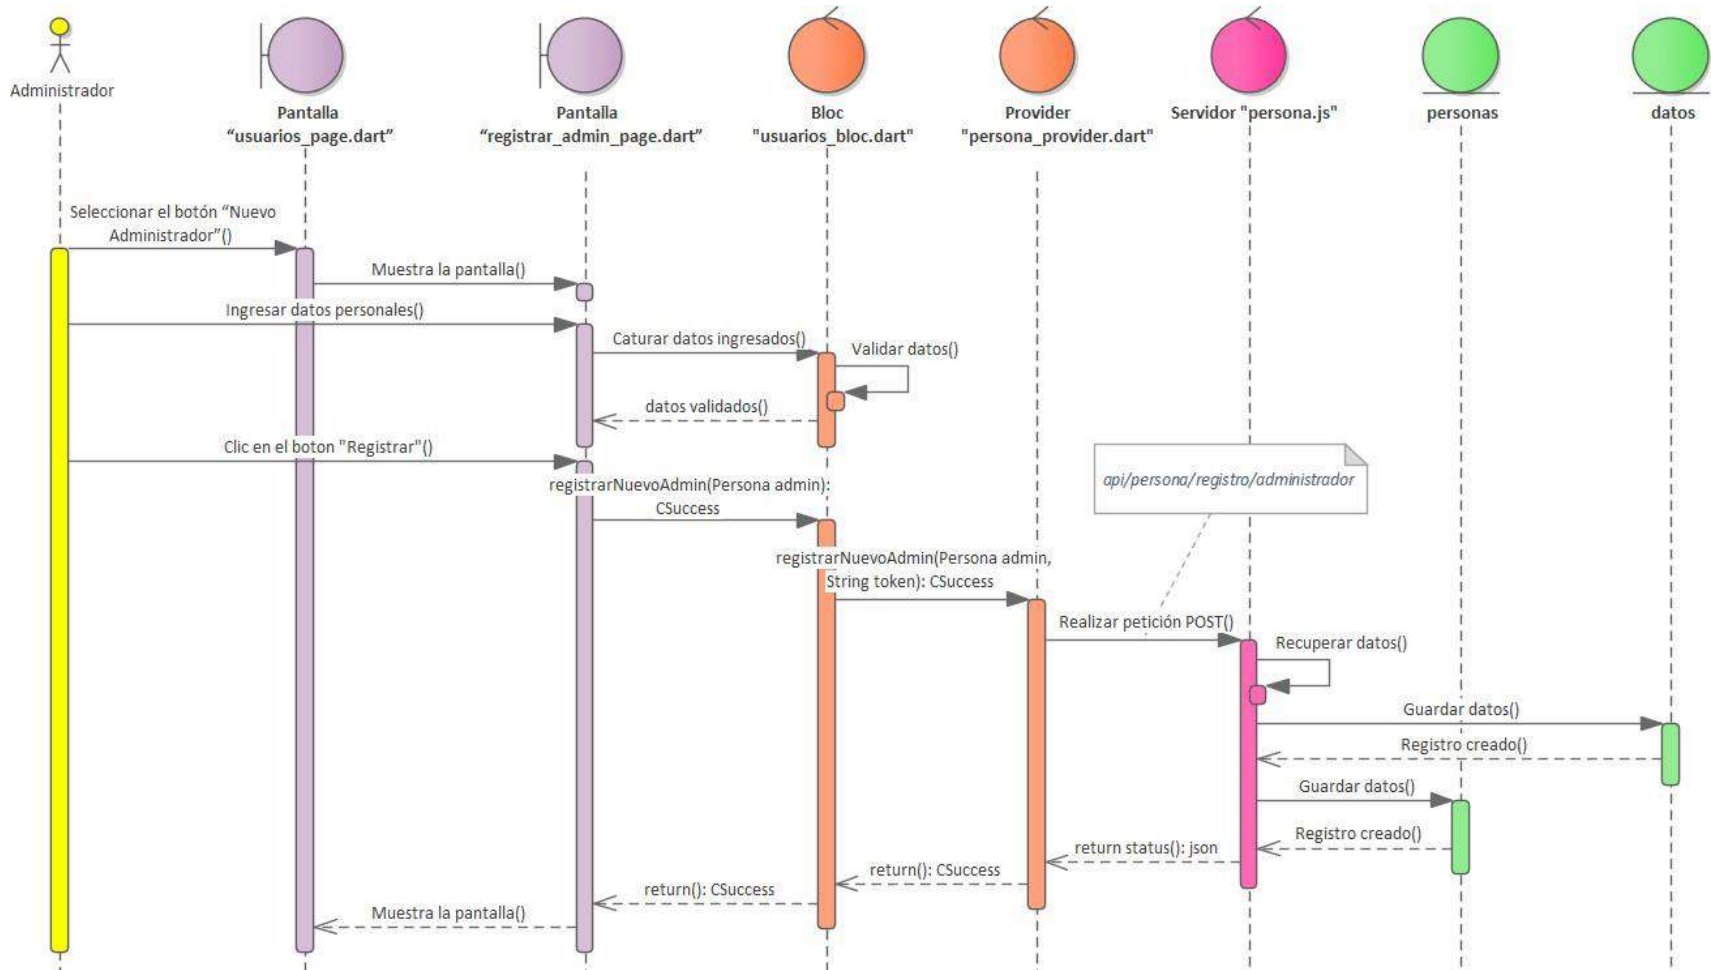 Administrador
Pantalla
“usuarios_page.dart”
Pantalla
“registrar_admin_page.dart”
Bloc
"usuarios_bloc.dart"
Provider
"persona_provider.dart"
Servidor "persona.js"
personas
datos
Seleccionar el botón “Nuevo
Administrador”()
Muestra la pantalla()
Ingresar datos personales()
Caturar datos ingresados()
Validar datos()
datos validados()
Clic en el boton "Registrar"()
registrarNuevoAdmin(Persona admin):
CSuccess
api/persona/registro/administrador
registrarNuevoAdmin(Persona admin,
String token): CSuccess
Realizar petición POST()
Recuperar datos()
Guardar datos()
Registro creado()
Guardar datos()
Registro creado()
return status(): json
return(): CSuccess
return(): CSuccess
Muestra la pantalla()